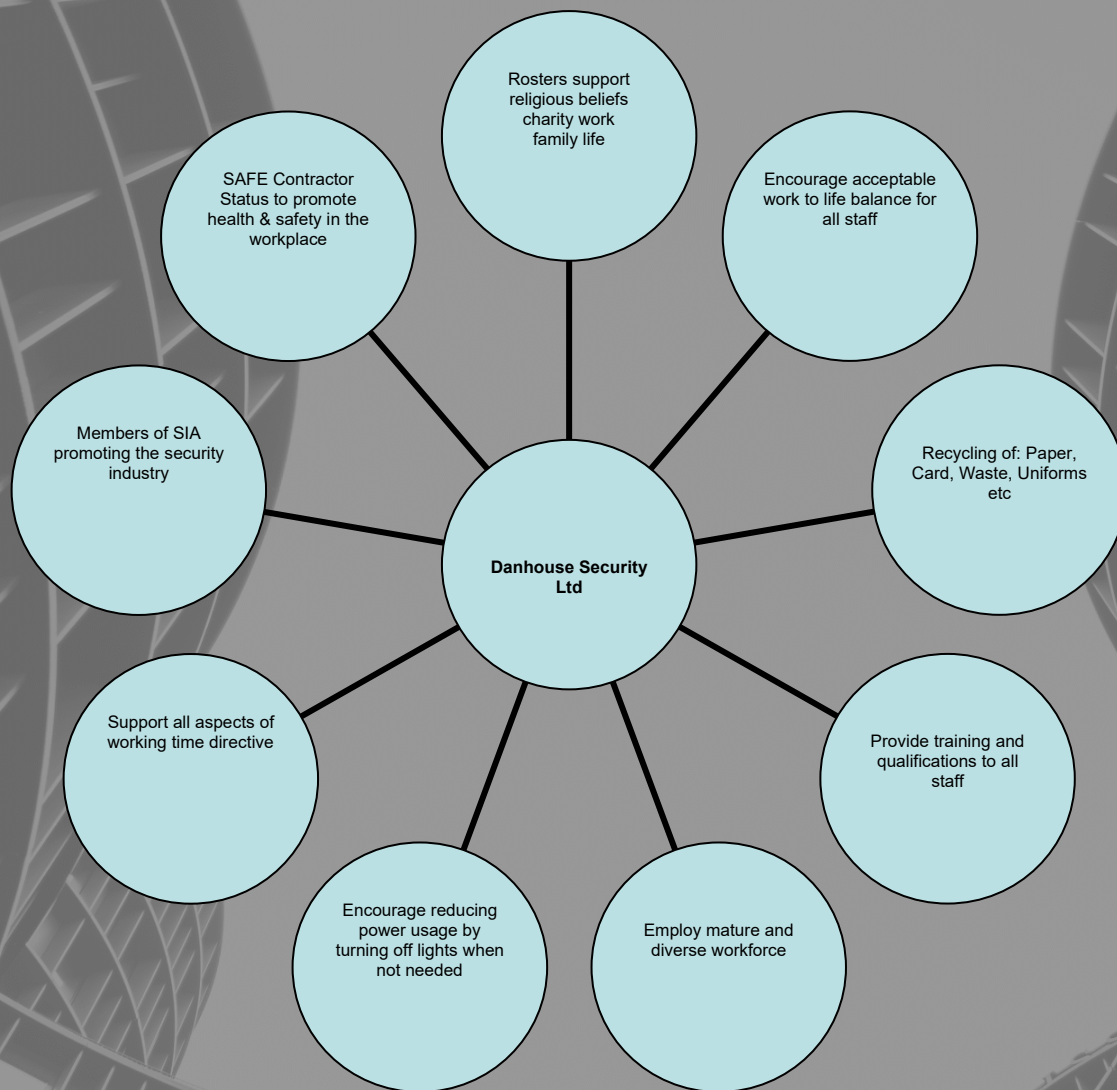 Rosters support
religious beliefs
charity work
family life
SAFE Contractor
Status to promote
health & safety in the
workplace
Encourage acceptable
work to life balance for
all staff
Members of SIA
promoting the security
industry
Recycling of: Paper,
Card, Waste, Uniforms
etc
Danhouse Security
Ltd
Support all aspects of
working time directive
Provide training and
qualifications to all
staff
Encourage reducing
power usage by
turning off lights when
not needed
Employ mature and
diverse workforce